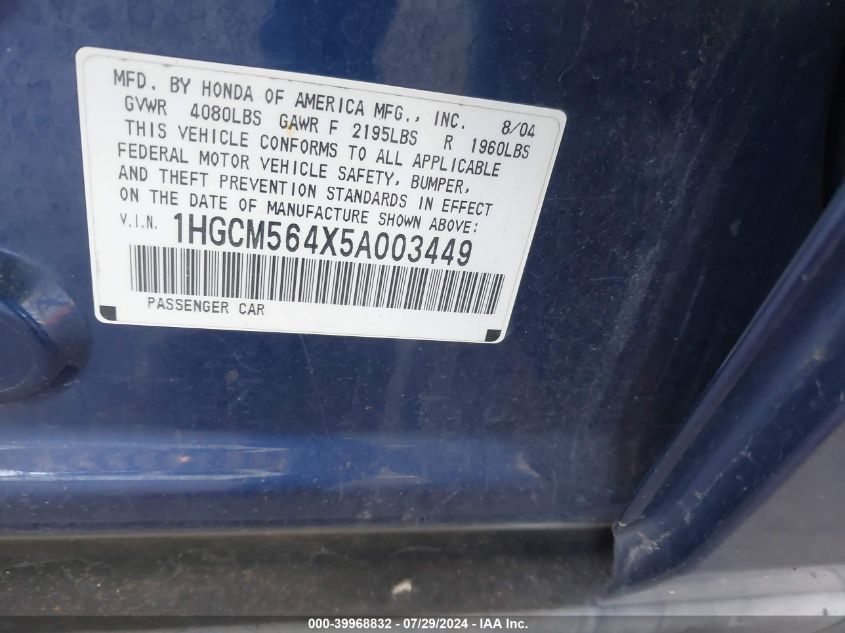 MFD. BY HONDA OF AMERICA MFG., INC. 8/04
GVWR 4080LBS GAWR F 2195LBS R 1960LBS
THIS VEHICLE CONFORMS TO ALL APPLICABLE
FEDERAL MOTOR VEHICLE SAFETY, BUMPER,
AND THEFT PREVENTION STANDARDS IN EFFECT
ON THE DATE OF MANUFACTURE SHOWN ABOVE:
V.I.N. 1HGCM564X5A003449
PASSENGER CAR
000-39968832 - 07/29/2024 - IAA Inc.